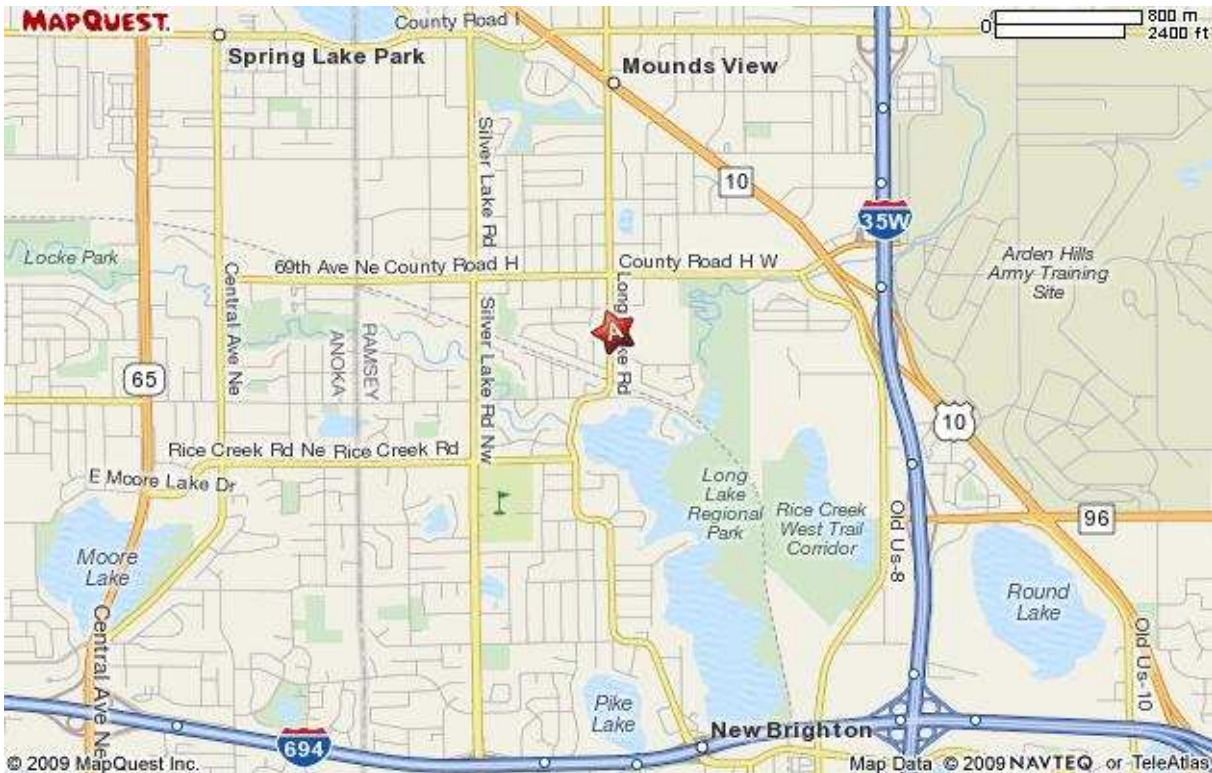 MAPQUEST.
County Road I
0
800 m
2400 ft
Spring Lake Park
Mounds View
Silver Lake Rd
10
35W
Locke Park
69th Ave Ne County Road H
County Road H W
Arden Hills
Army Training
Site
Central Ave Ne
Silver Lake Rd Nw
A
RAMSEY
ANOKA
65
10
Rice Creek Rd Ne
Rice Creek Rd
E Moore Lake Dr
Long
Lake
Regional
Park
Rice Creek
West Trail
Corridor
Old Us-8
96
Moore
Lake
Round
Lake
Central Ave Ne
Old Us-10
Pike
Lake
New Brighton
694
© 2009 MapQuest Inc.
Map Data © 2009 NAVTEQ or TeleAtlas